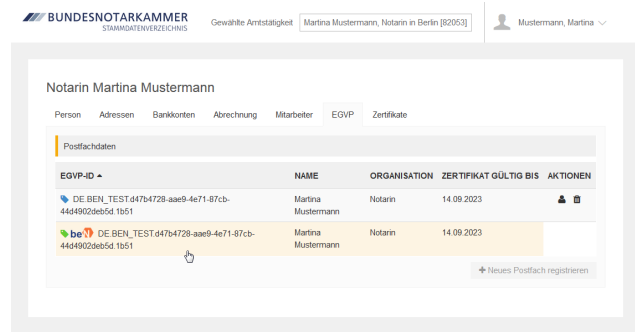 BUNDESNOTARKAMMER
STAMMDATENVERZEICHNIS
Gewählte Amtstätigkeit Martina Mustermann, Notarin in Berlin [82053] Mustermann, Martina
Notarin Martina Mustermann
Person Adressen Bankkonten Abrechnung Mitarbeiter EGVP Zertifikate
Postfachdaten
EGVP-ID NAME ORGANISATION ZERTIFIKAT GÜLTIG BIS AKTIONEN
DE.BEN_TEST.d47b4728-aae9-4e71-87cb- Martina Notarin 14.09.2023
44d4902deb5d.1b51 Mustermann
beN DE.BEN_TEST.d47b4728-aae9-4e71-87cb- Martina Notarin 14.09.2023
44d4902deb5d.1b51 Mustermann
Neues Postfach registrieren